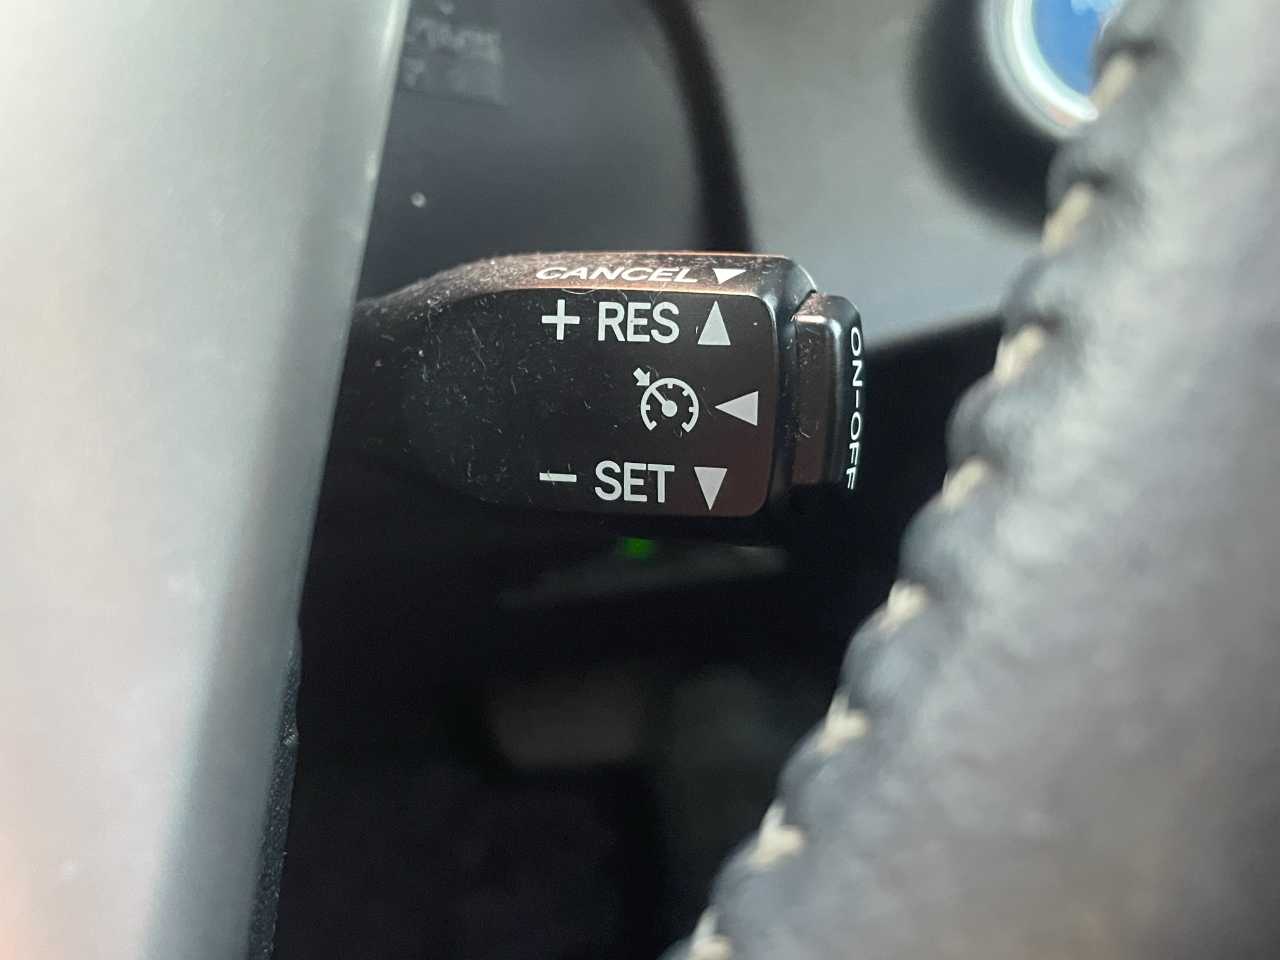 CANCEL
+ RES
- SET
ON-OFF